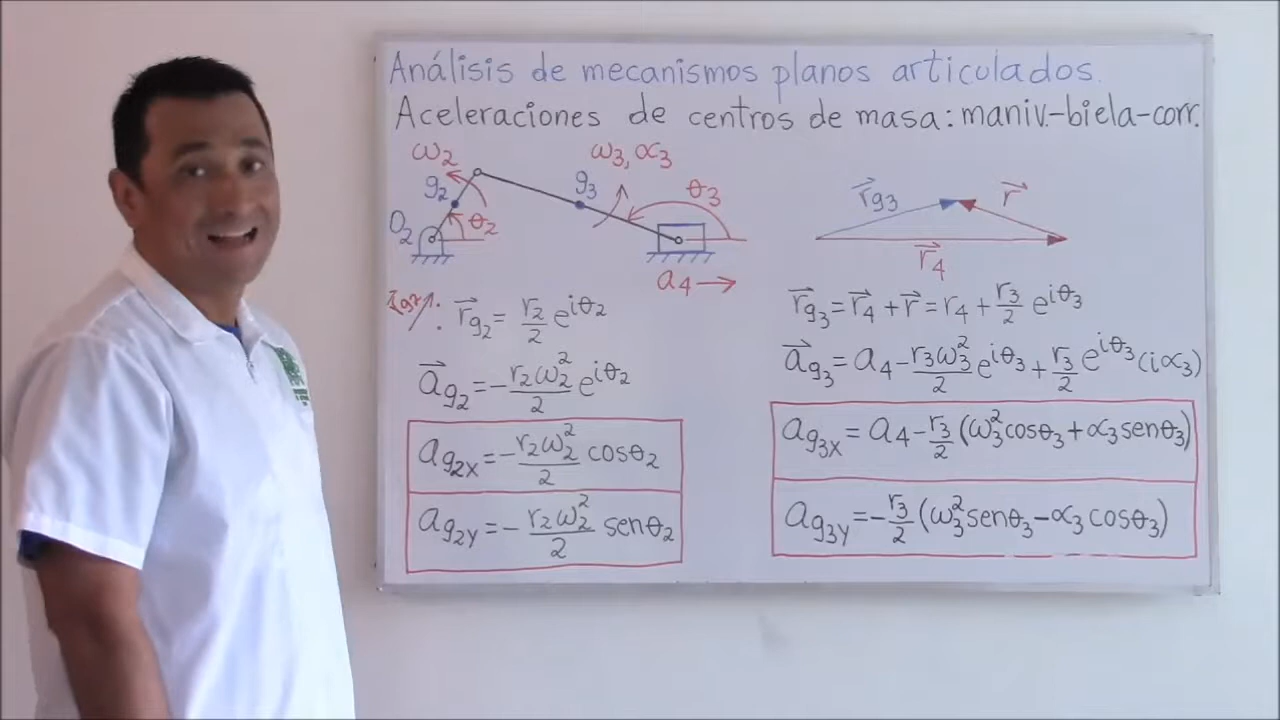 Análisis de mecanismos planos articulados.
Aceleraciones de centros de masa: maniv.-biela-corr.
ω₂
g₂
O₂
θ₂
ω₃, α₃
g₃
θ₃
a₄ →
r⃗g₃
r⃗
r⃗₄
r⃗g₂ = r₂/2 e^(iθ₂)
a⃗g₂ = -r₂ω₂²/2 e^(iθ₂)
ag₂x = -r₂ω₂²/2 cosθ₂
ag₂y = -r₂ω₂²/2 senθ₂
r⃗g₃ = r⃗₄ + r⃗ = r₄ + r₃/2 e^(iθ₃)
a⃗g₃ = a₄ - r₃ω₃²/2 e^(iθ₃) + r₃/2 e^(iθ₃) (iα₃)
ag₃x = a₄ - r₃/2 (ω₃² cosθ₃ + α₃ senθ₃)
ag₃y = -r₃/2 (ω₃² senθ₃ - α₃ cosθ₃)